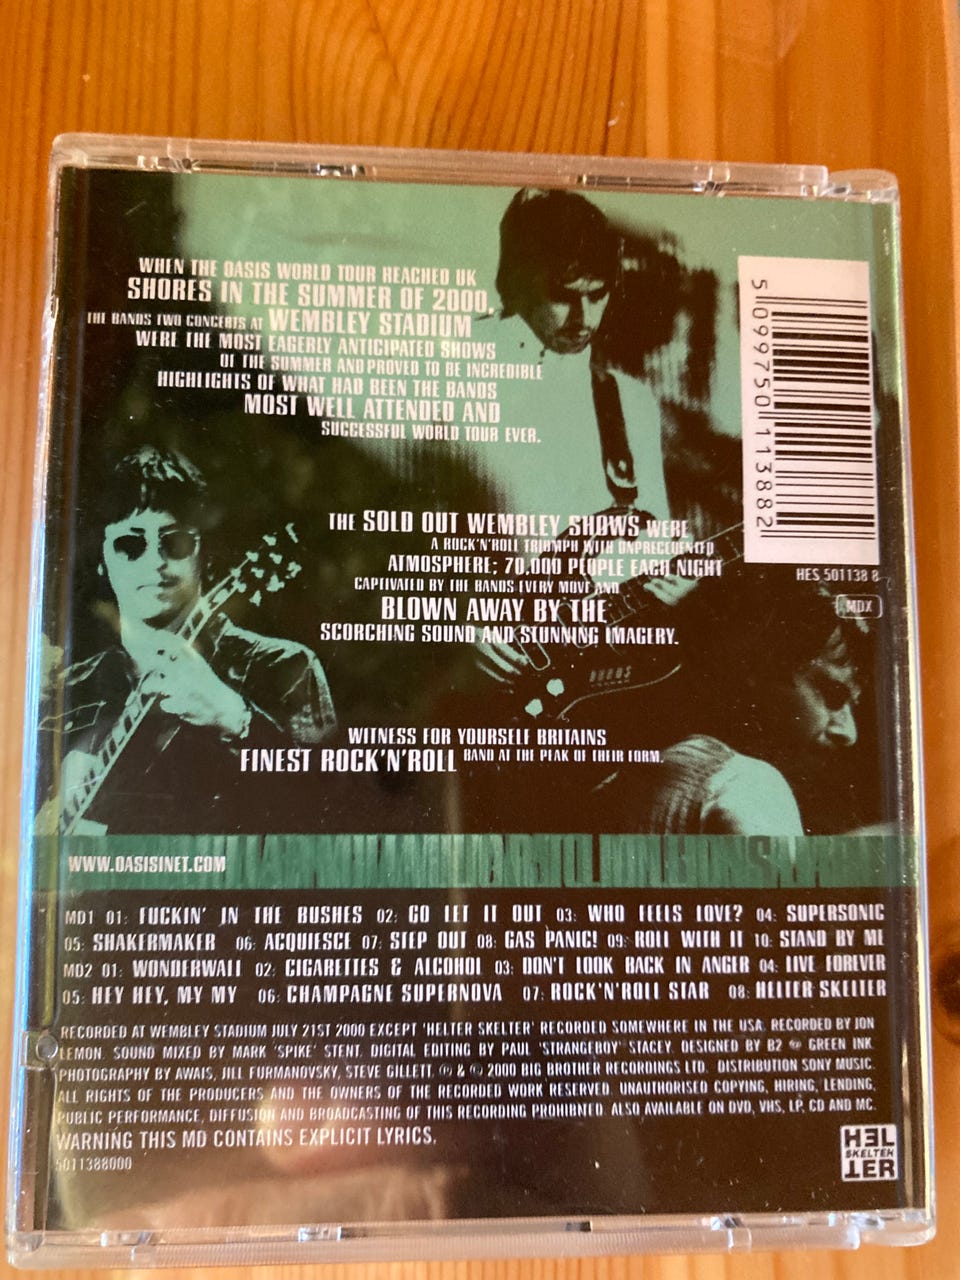 WHEN THE OASIS WORLD TOUR REACHED UK
SHORES IN THE SUMMER OF 2000,
THE BANDS TWO CONCERTS AT WEMBLEY STADIUM
WERE THE MOST EAGERLY ANTICIPATED SHOWS
OF THE SUMMER AND PROVED TO BE INCREDIBLE
HIGHLIGHTS OF WHAT HAD BEEN THE BANDS
MOST WELL ATTENDED AND
SUCCESSFUL WORLD TOUR EVER.
THE SOLD OUT WEMBLEY SHOWS WERE
A ROCK'N'ROLL TRIUMPH WITH UNPRECEDENTED
ATMOSPHERE; 70,000 PEOPLE EACH NIGHT
CAPTIVATED BY THE BANDS EVERY MOVE AND
BLOWN AWAY BY THE
SCORCHING SOUND AND STUNNING IMAGERY.
WITNESS FOR YOURSELF BRITAINS
FINEST ROCK'N'ROLL BAND AT THE PEAK OF THEIR FORM.
5 099750 113882
HES 501138 8
MDX
WWW.OASISINET.COM
MD1 01: FUCKIN' IN THE BUSHES 02: GO LET IT OUT 03: WHO FEELS LOVE? 04: SUPERSONIC
05: SHAKERMAKER 06: ACQUIESCE 07: STEP OUT 08: GAS PANIC! 09: ROLL WITH IT 10: STAND BY ME
MD2 01: WONDERWALL 02: CIGARETTES & ALCOHOL 03: DON'T LOOK BACK IN ANGER 04: LIVE FOREVER
05: HEY HEY, MY MY 06: CHAMPAGNE SUPERNOVA 07: ROCK'N'ROLL STAR 08: HELTER SKELTER
RECORDED AT WEMBLEY STADIUM JULY 21ST 2000 EXCEPT 'HELTER SKELTER' RECORDED SOMEWHERE IN THE USA. RECORDED BY JON
LEMON. SOUND MIXED BY MARK 'SPIKE' STENT. DIGITAL EDITING BY PAUL 'STRANGEBOY' STACEY. DESIGNED BY B2 @ GREEN INK.
PHOTOGRAPHY BY AWAIS, JILL FURMANOVSKY, STEVE GILLETT. ℗ & © 2000 BIG BROTHER RECORDINGS LTD. DISTRIBUTION SONY MUSIC.
ALL RIGHTS OF THE PRODUCERS AND THE OWNERS OF THE RECORDED WORK RESERVED. UNAUTHORISED COPYING, HIRING, LENDING,
PUBLIC PERFORMANCE, DIFFUSION AND BROADCASTING OF THIS RECORDING PROHIBITED. ALSO AVAILABLE ON DVD, VHS, LP, CD AND MC.
WARNING THIS MD CONTAINS EXPLICIT LYRICS.
5011388000
HEL
SKELTER
TER